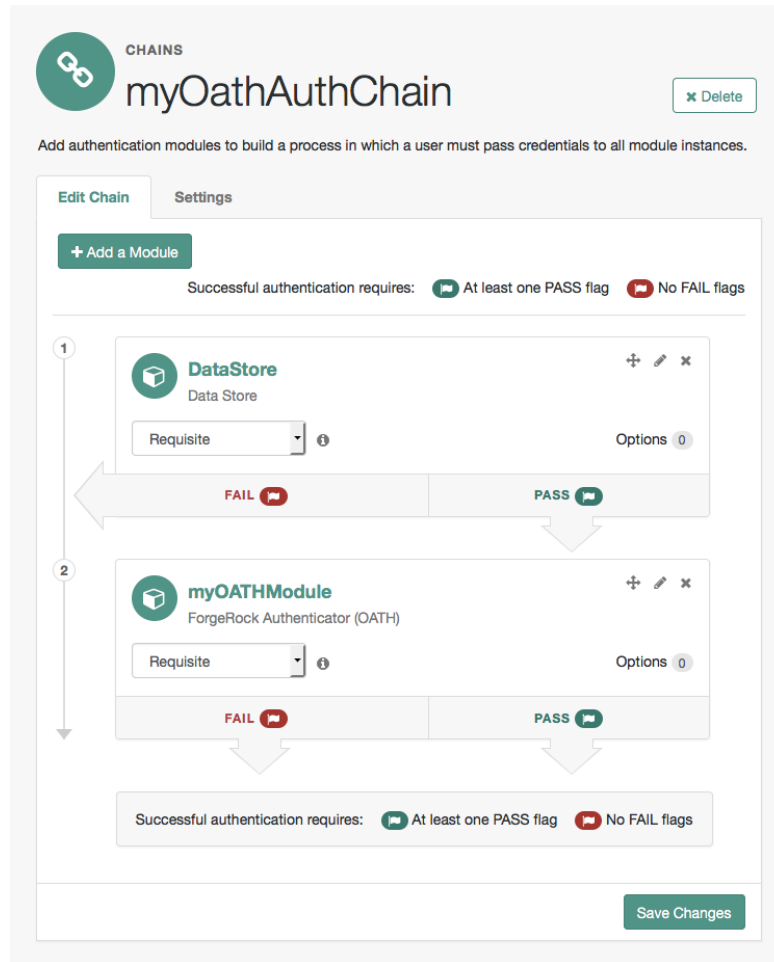 CHAINS
myOathAuthChain
Delete
Add authentication modules to build a process in which a user must pass credentials to all module instances.
Edit Chain Settings
+ Add a Module
Successful authentication requires: At least one PASS flag No FAIL flags
1
DataStore
Data Store
Requisite Options 0
FAIL PASS
2
myOATHModule
ForgeRock Authenticator (OATH)
Requisite Options 0
FAIL PASS
Successful authentication requires: At least one PASS flag No FAIL flags
Save Changes